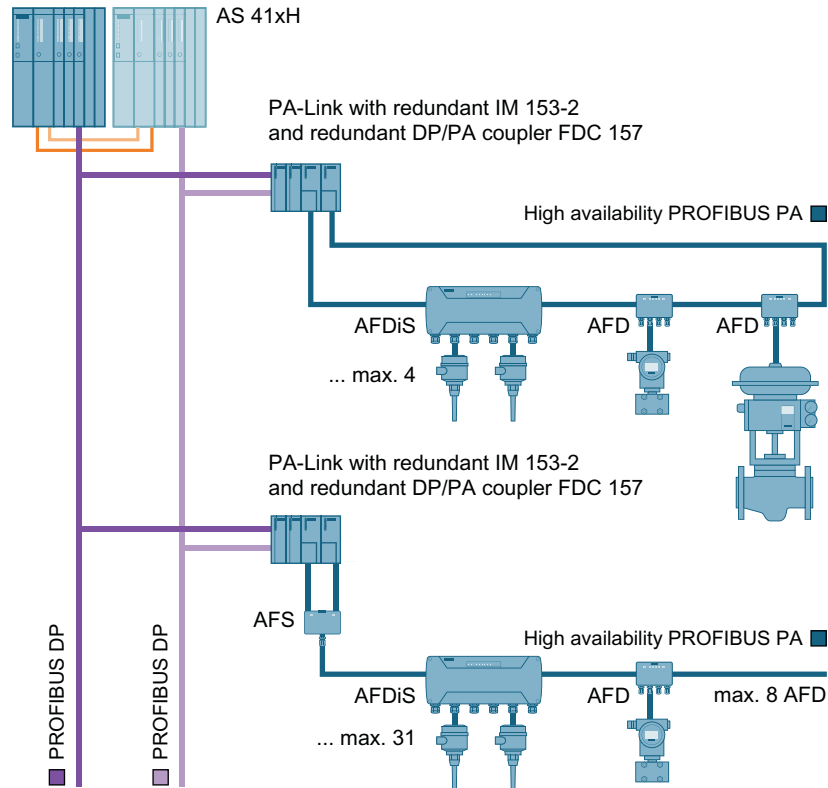 AS 41xH
PA-Link with redundant IM 153-2
and redundant DP/PA coupler FDC 157
High availability PROFIBUS PA
AFDiS
AFD
AFD
... max. 4
PA-Link with redundant IM 153-2
and redundant DP/PA coupler FDC 157
AFS
High availability PROFIBUS PA
AFDiS
AFD
max. 8 AFD
... max. 31
PROFIBUS DP
PROFIBUS DP